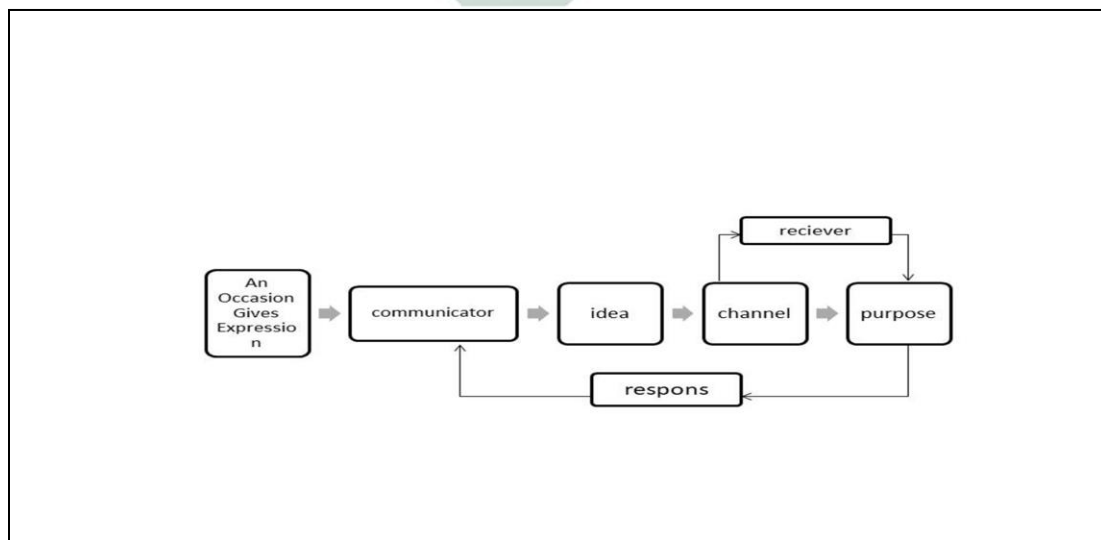 reciever
An
Occasion
Gives
Expressio
n
communicator
idea
channel
purpose
respons